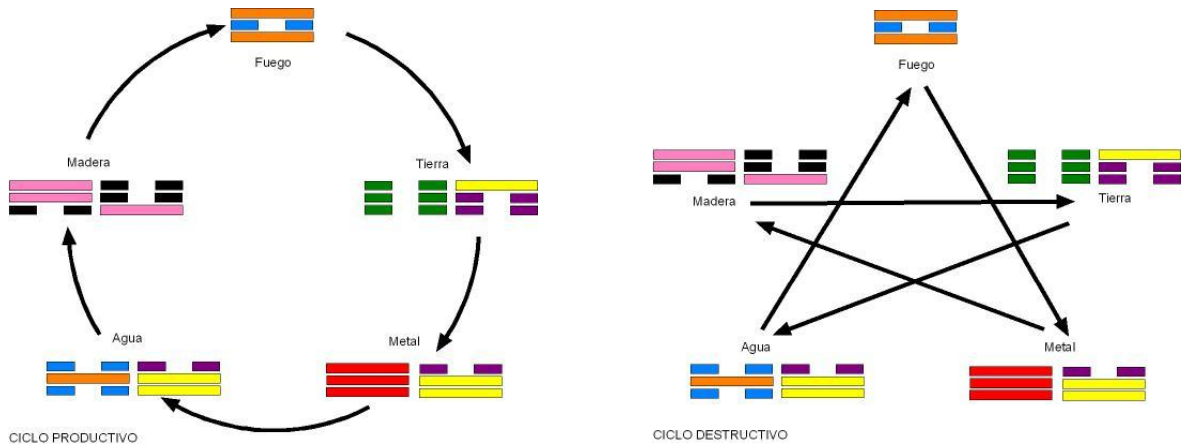 Fuego
Madera
Tierra
Agua
Metal
CICLO PRODUCTIVO
Fuego
Madera
Tierra
Agua
Metal
CICLO DESTRUCTIVO